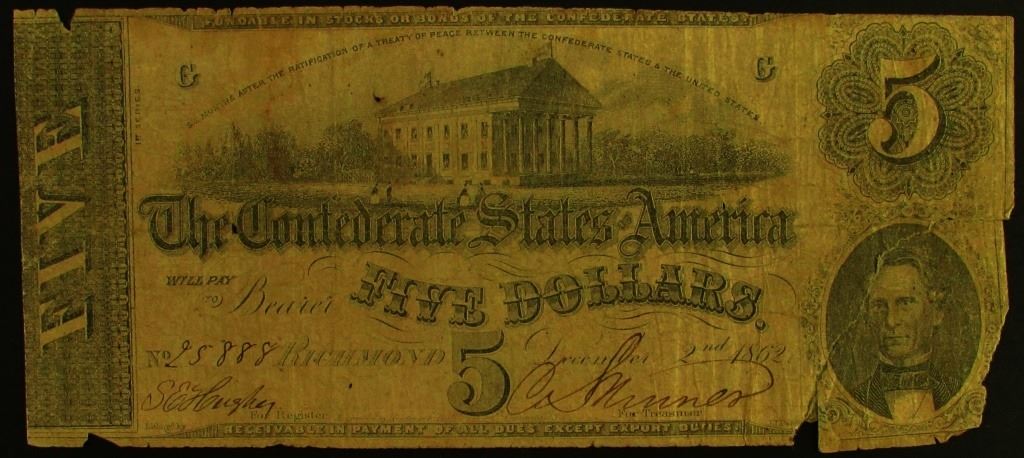 FUNDABLE IN STOCKS OR BONDS OF THE CONFEDERATE STATES
MONTHS AFTER THE RATIFICATION OF A TREATY OF PEACE BETWEEN THE CONFEDERATE STATES & THE UNITED STATES
G G
5
FIVE
The Confederate States America
WILL PAY
TO Bearer
FIVE DOLLARS.
No 25888 RICHMOND December 2nd 1862
5
For Register
For Treasurer
RECEIVABLE IN PAYMENT OF ALL DUES EXCEPT EXPORT DUTIES.